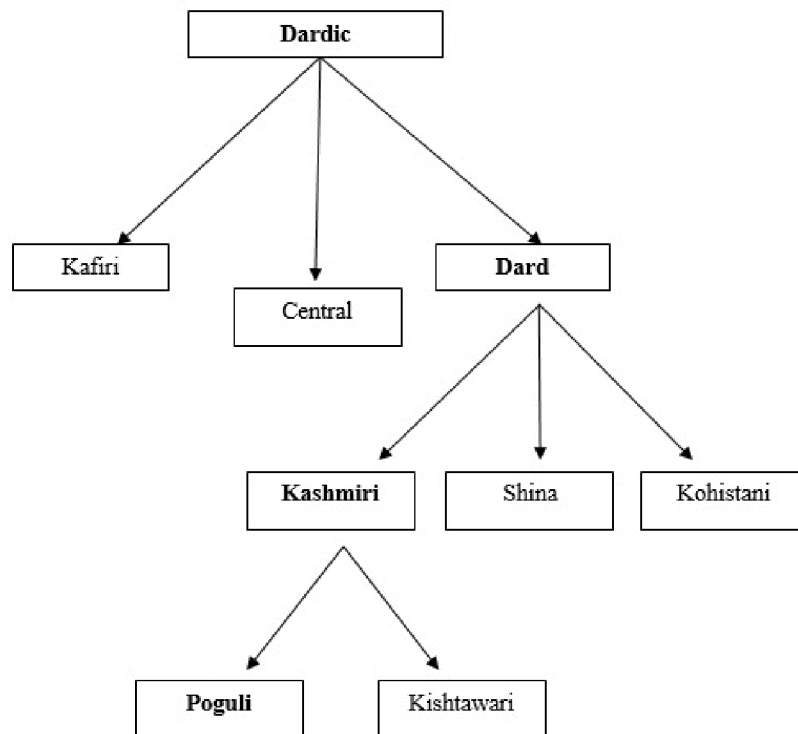 Dardic
Kafiri
Central
Dard
Kashmiri
Shina
Kohistani
Poguli
Kishtawari